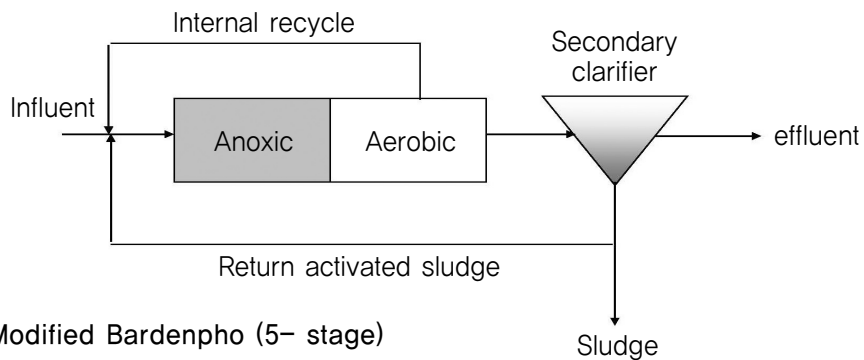 Internal recycle
Secondary
clarifier
Influent
Anoxic
Aerobic
effluent
Return activated sludge
Modified Bardenpho (5- stage)
Sludge